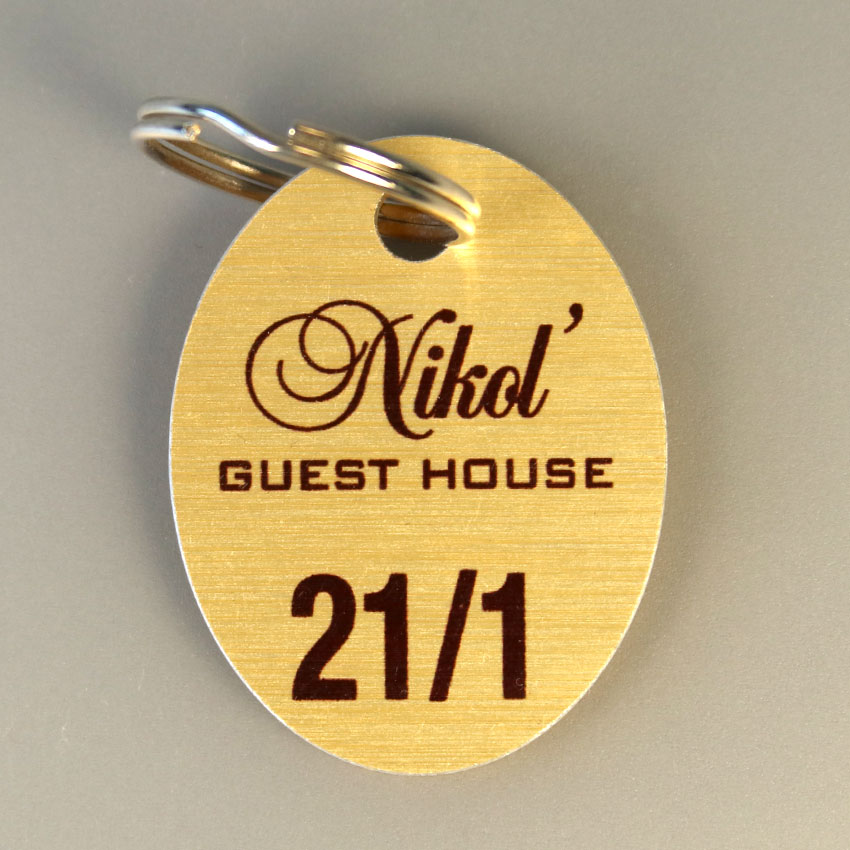 Nikol’
GUEST HOUSE
21/1